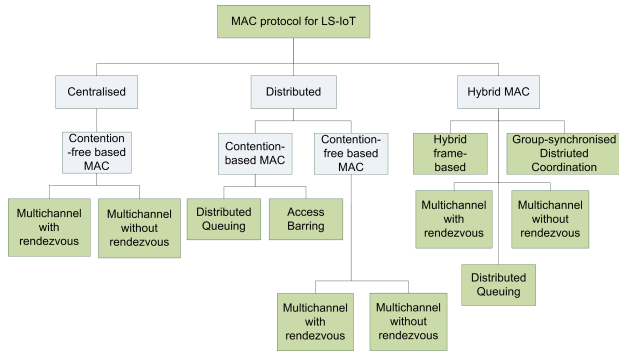 MAC protocol for LS-IoT
Centralised
Distributed
Hybrid MAC
Contention
-free based
MAC
Contention-
based MAC
Contention-
free based
MAC
Hybrid
frame-
based
Group-synchronised
Distriuted
Coordination
Multichannel
with
rendezvous
Multichannel
without
rendezvous
Distributed
Queuing
Access
Barring
Multichannel
with
rendezvous
Multichannel
without
rendezvous
Distributed
Queuing
Multichannel
with
rendezvous
Multichannel
without
rendezvous